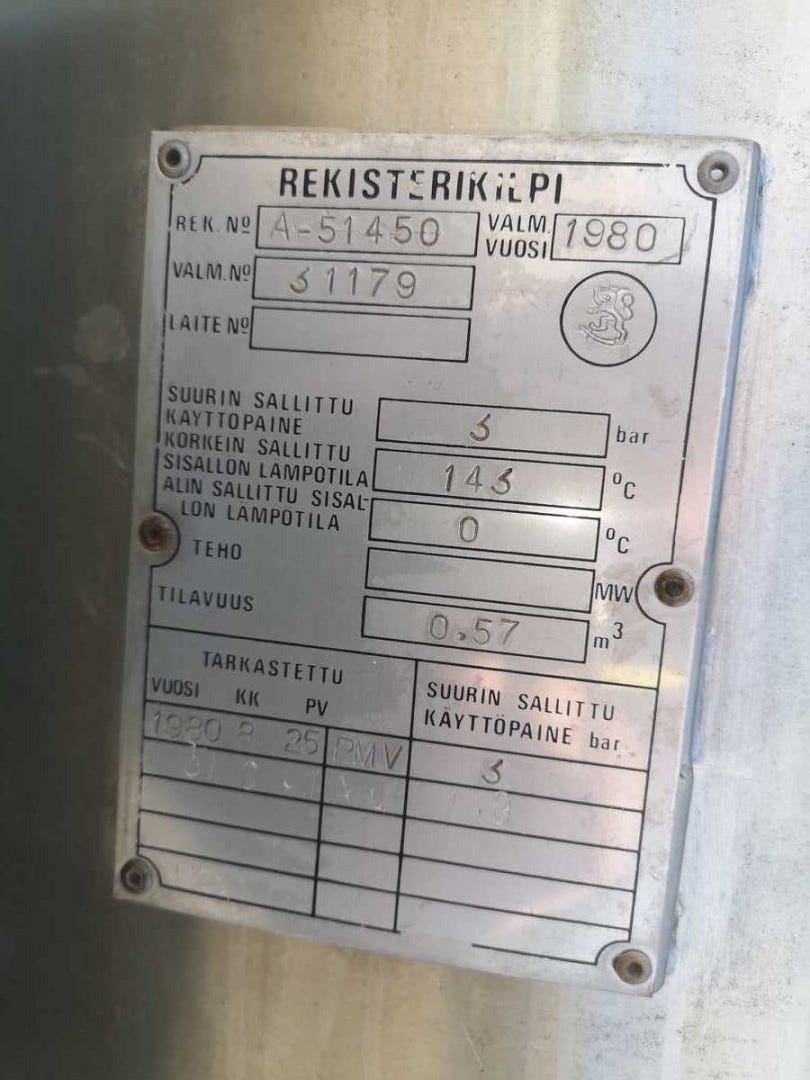 REKISTERIKILPI
REK. Nº A-51450 VALM. VUOSI 1980
VALM. Nº 31179
LAITE Nº
SUURIN SALLITTU
KAYTTOPAINE 3 bar
KORKEIN SALLITTU
SISALLON LAMPOTILA 143 °C
ALIN SALLITTU SISAL-
LON LAMPOTILA 0 °C
TEHO MW
TILAVUUS 0.57 m³
TARKASTETTU
VUOSI KK PV
SUURIN SALLITTU
KÄYTTÖPAINE bar
1980 8 25 PMV 3